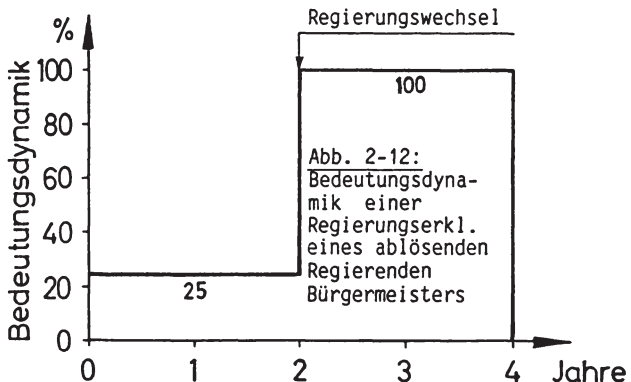 Regierungswechsel
%
100
80
60
40
20
0
Bedeutungsdynamik
100
25
Abb. 2-12:
Bedeutungsdyna-
mik einer
Regierungserkl.
eines ablösenden
Regierenden
Bürgermeisters
0 1 2 3 4 Jahre